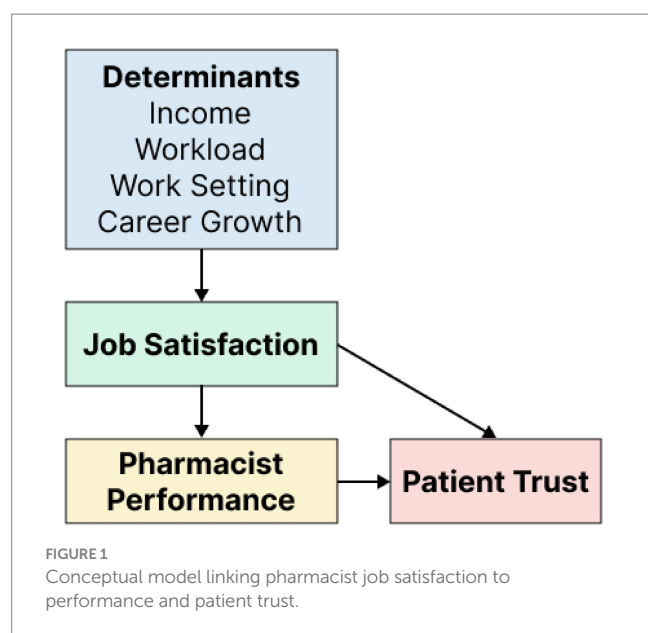 Determinants
Income
Workload
Work Setting
Career Growth
Job Satisfaction
Pharmacist
Performance
Patient Trust
FIGURE 1
Conceptual model linking pharmacist job satisfaction to
performance and patient trust.